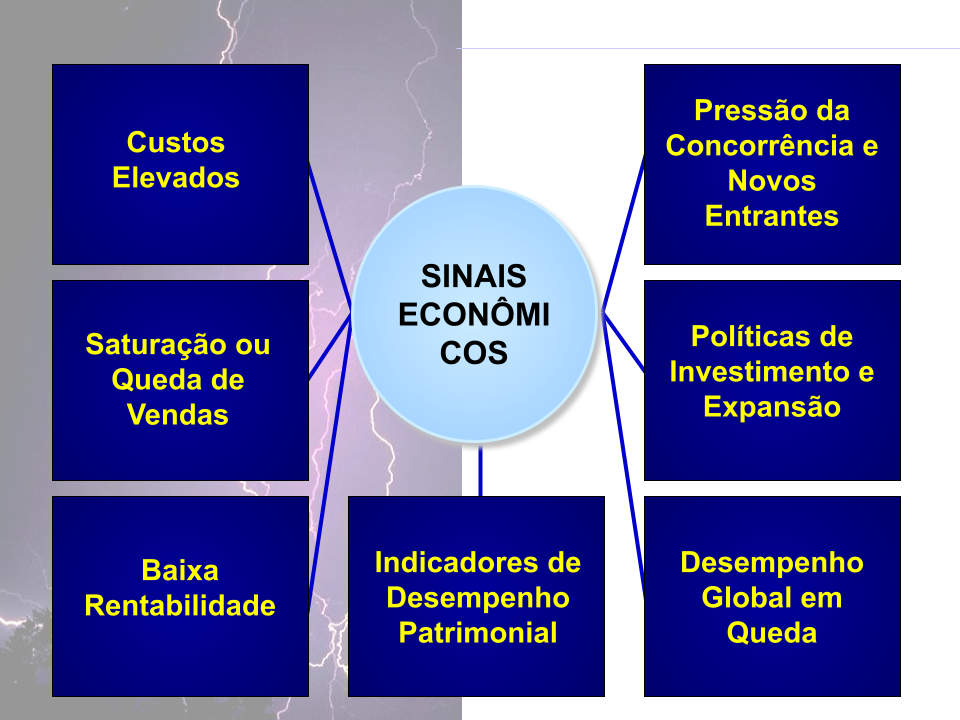 Custos
Elevados
Pressão da
Concorrência e
Novos
Entrantes
SINAIS
ECONÔMI
COS
Saturação ou
Queda de
Vendas
Políticas de
Investimento e
Expansão
Baixa
Rentabilidade
Indicadores de
Desempenho
Patrimonial
Desempenho
Global em
Queda